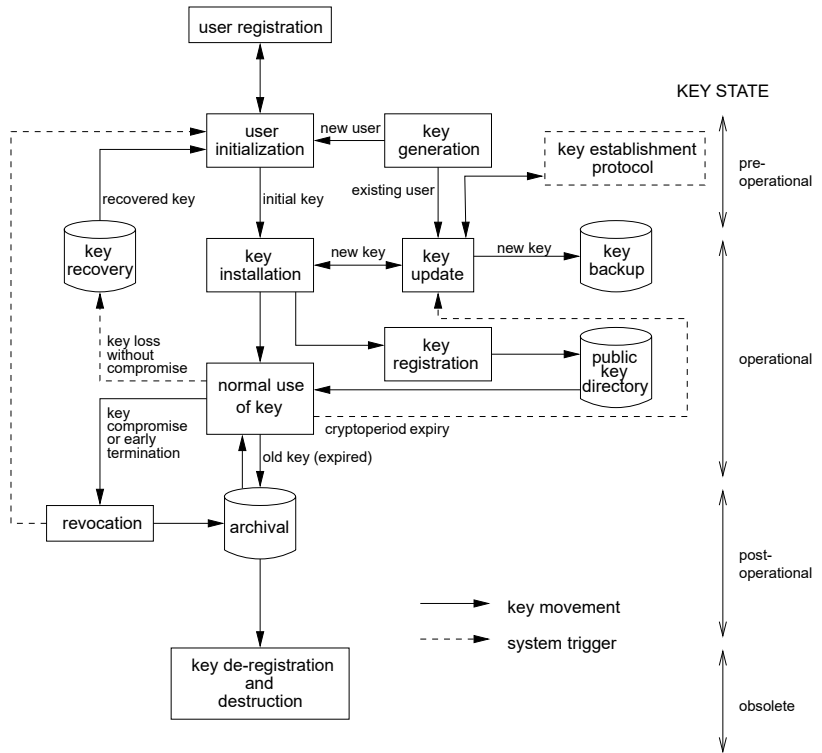 user registration
KEY STATE
user
initialization
new user
key
generation
key establishment
protocol
pre-
operational
existing user
recovered key
initial key
key
recovery
key
installation
new key
key
update
new key
key
backup
key
registration
public
key
directory
operational
key loss
without
compromise
normal use
of key
key
compromise
or early
termination
cryptoperiod expiry
old key (expired)
revocation
archival
post-
operational
key movement
system trigger
key de-registration
and
destruction
obsolete